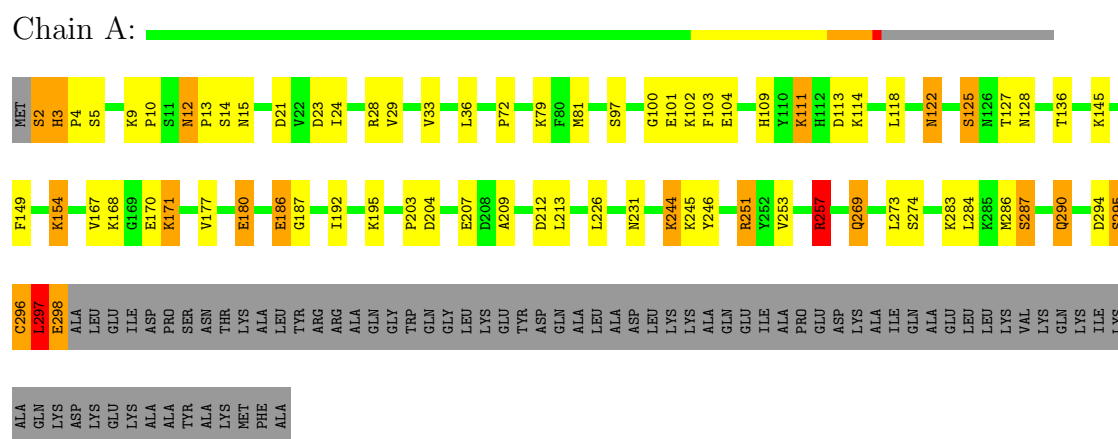 Chain A:
MET S2 H3 P4 S5 K9 P10 S11 N12 P13 S14 N15 D21 V22 D23 I24 R28 V29 V33 L36 P72 K79 F80 M81 S97 G100 E101 K102 F103 E104 H109 Y110 K111 H112 D113 K114 L118 N122 S125 N126 T127 N128 T136 K145
F149 K154 V167 K168 G169 E170 K171 V177 E180 E186 G187 I192 K195 P203 D204 E207 D208 A209 D212 L213 L226 N231 K244 K245 Y246 R251 Y252 V253 R257 Q269 L273 S274 K283 L284 K285 M286 S287 Q290 D294 S295
C296 L297 E298 ALA LEU GLU ILE ASP PRO SER ASN THR LYS ALA LEU TYR ARG ARG ALA GLN GLY TRP GLN GLY LEU LYS GLU TYR ASP GLN ALA LEU ALA ASP LEU LYS LYS ALA GLN GLU ILE ALA PRO GLU ASP LYS ALA ILE GLN ALA GLU LEU LEU LYS VAL LYS GLN LYS ILE LYS
ALA GLN LYS ASP LYS GLU LYS ALA ALA TYR ALA LYS MET PHE ALA